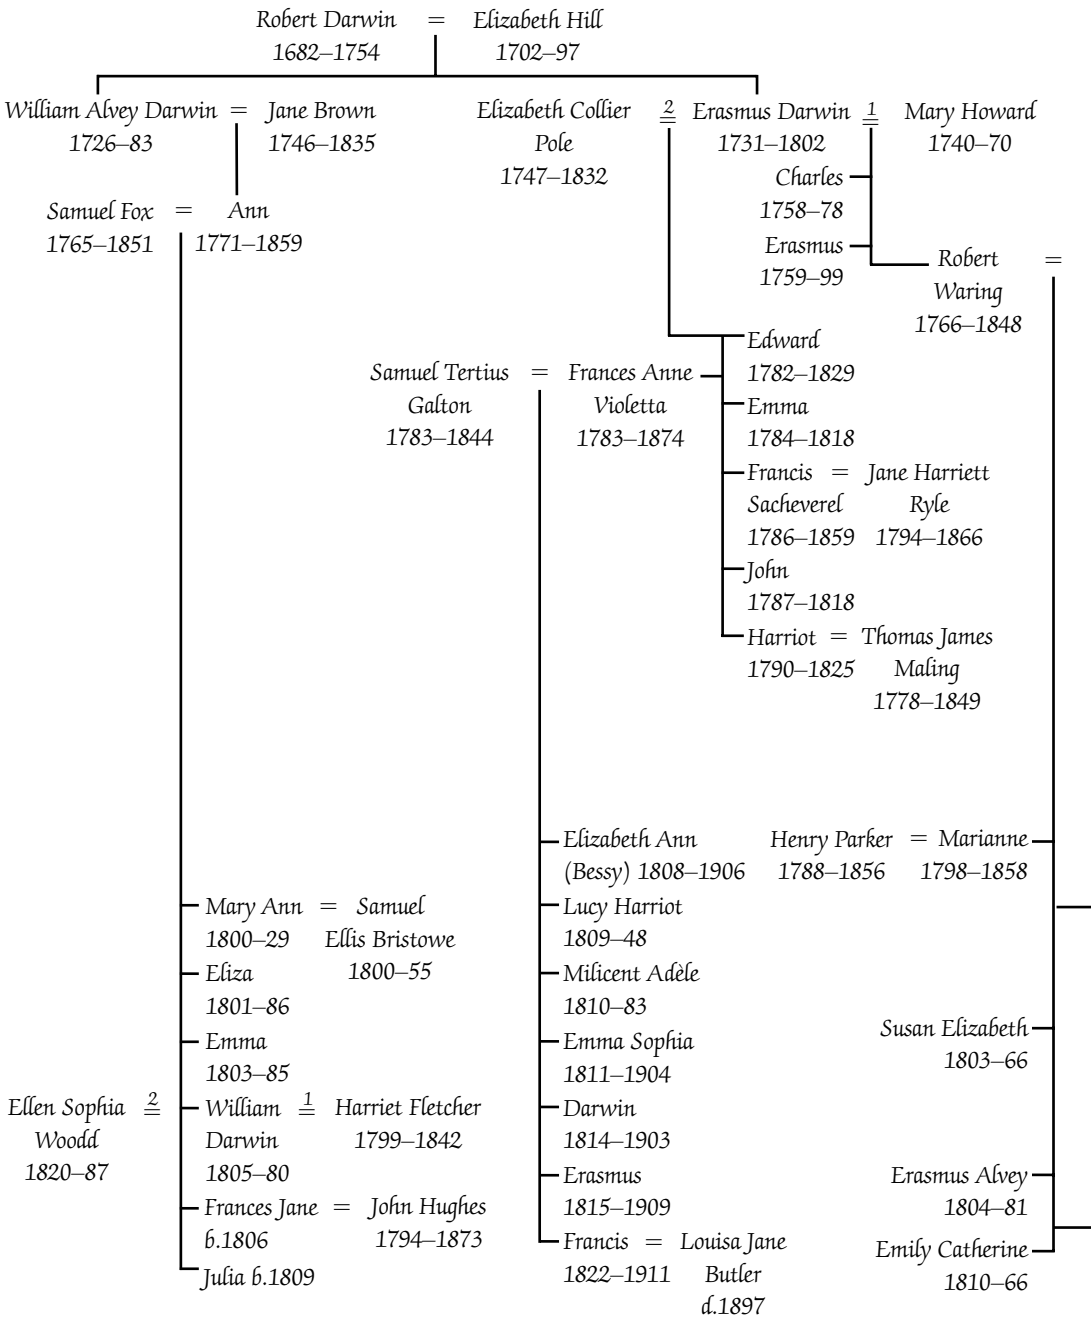 Robert Darwin = Elizabeth Hill
1682–1754 1702–97
William Alvey Darwin = Jane Brown
1726–83 1746–1835
Elizabeth Collier 2= Erasmus Darwin 1= Mary Howard
Pole 1731–1802 1740–70
1747–1832
Charles
1758–78
Erasmus
1759–99
Samuel Fox = Ann
1765–1851 1771–1859
Robert =
Waring
1766–1848
Edward
1782–1829
Samuel Tertius = Frances Anne
Galton Violetta
1783–1844 1783–1874
Emma
1784–1818
Francis = Jane Harriett
Sacheverel Ryle
1786–1859 1794–1866
John
1787–1818
Harriot = Thomas James
1790–1825 Maling
1778–1849
Elizabeth Ann
(Bessy) 1808–1906
Henry Parker = Marianne
1788–1856 1798–1858
Mary Ann = Samuel
1800–29 Ellis Bristowe
1800–55
Lucy Harriot
1809–48
Eliza
1801–86
Milicent Adèle
1810–83
Emma
1803–85
Emma Sophia
1811–1904
Susan Elizabeth
1803–66
Ellen Sophia 2= William 1= Harriet Fletcher
Woodd Darwin 1799–1842
1820–87 1805–80
Darwin
1814–1903
Frances Jane = John Hughes
b.1806 1794–1873
Erasmus
1815–1909
Erasmus Alvey
1804–81
Julia b.1809
Francis = Louisa Jane
1822–1911 Butler
d.1897
Emily Catherine
1810–66